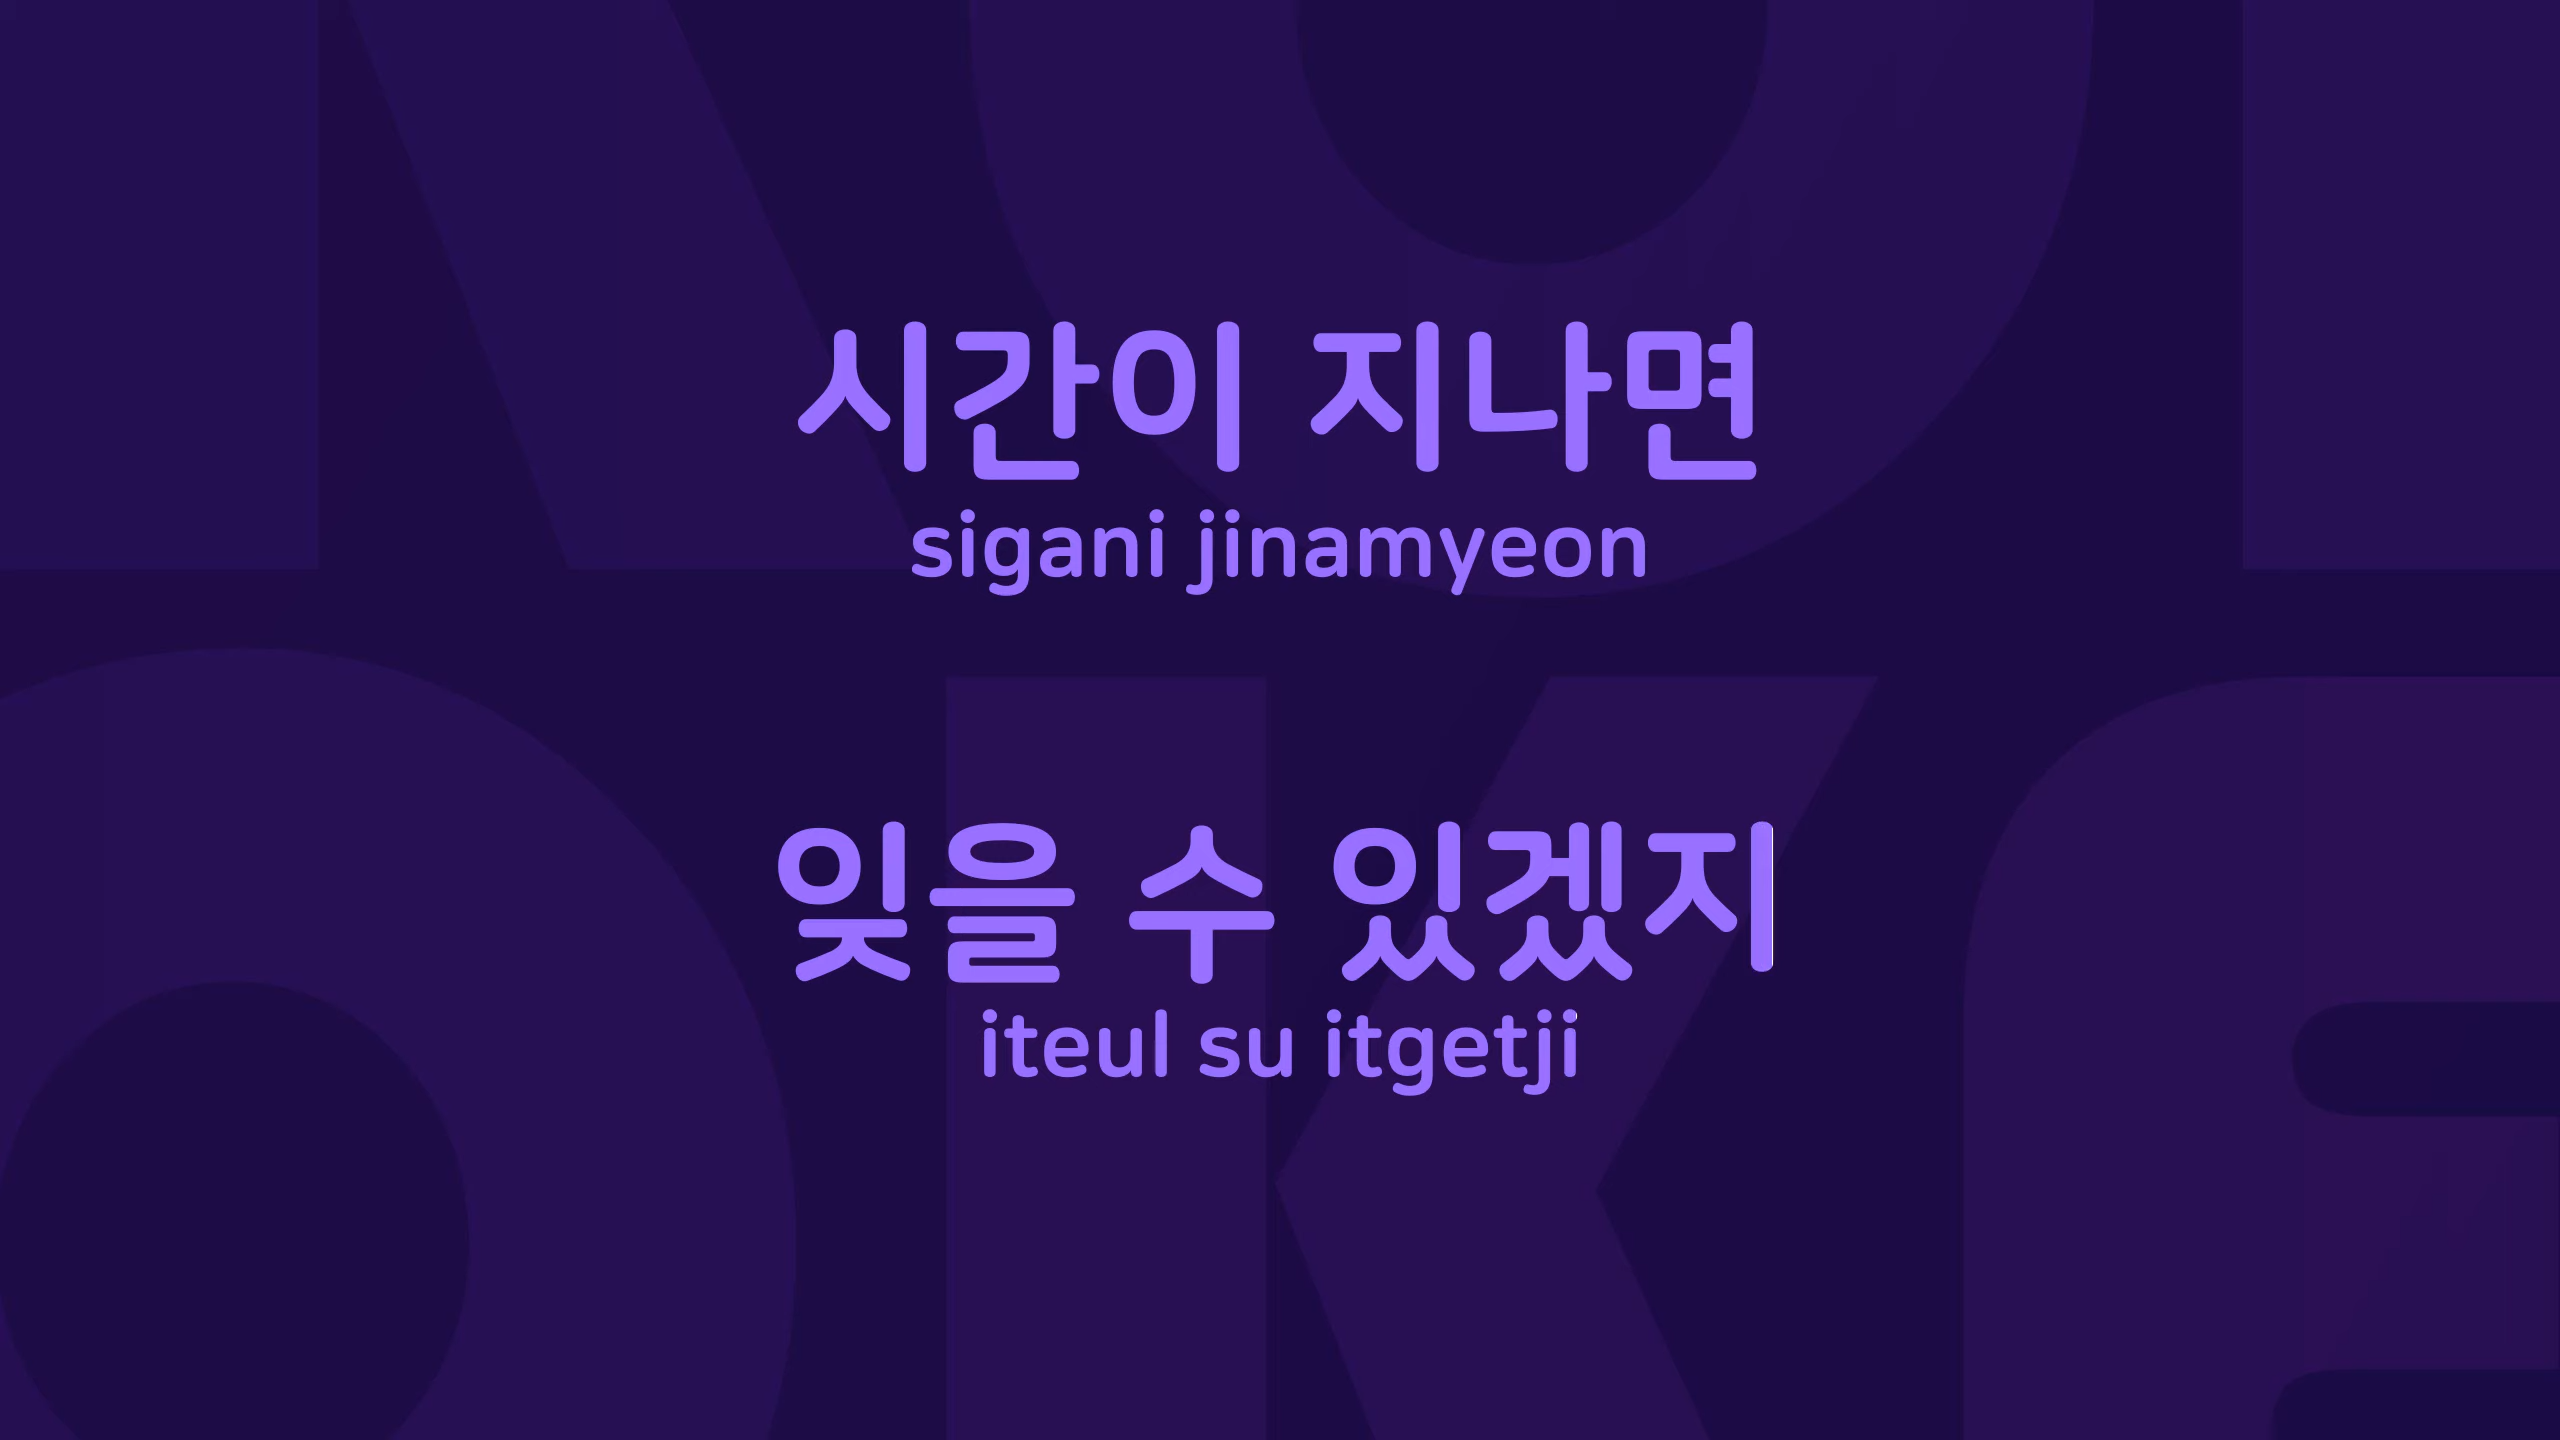 시간이 지나면
sigani jinamyeon
잊을 수 있겠지
iteul su itgetji